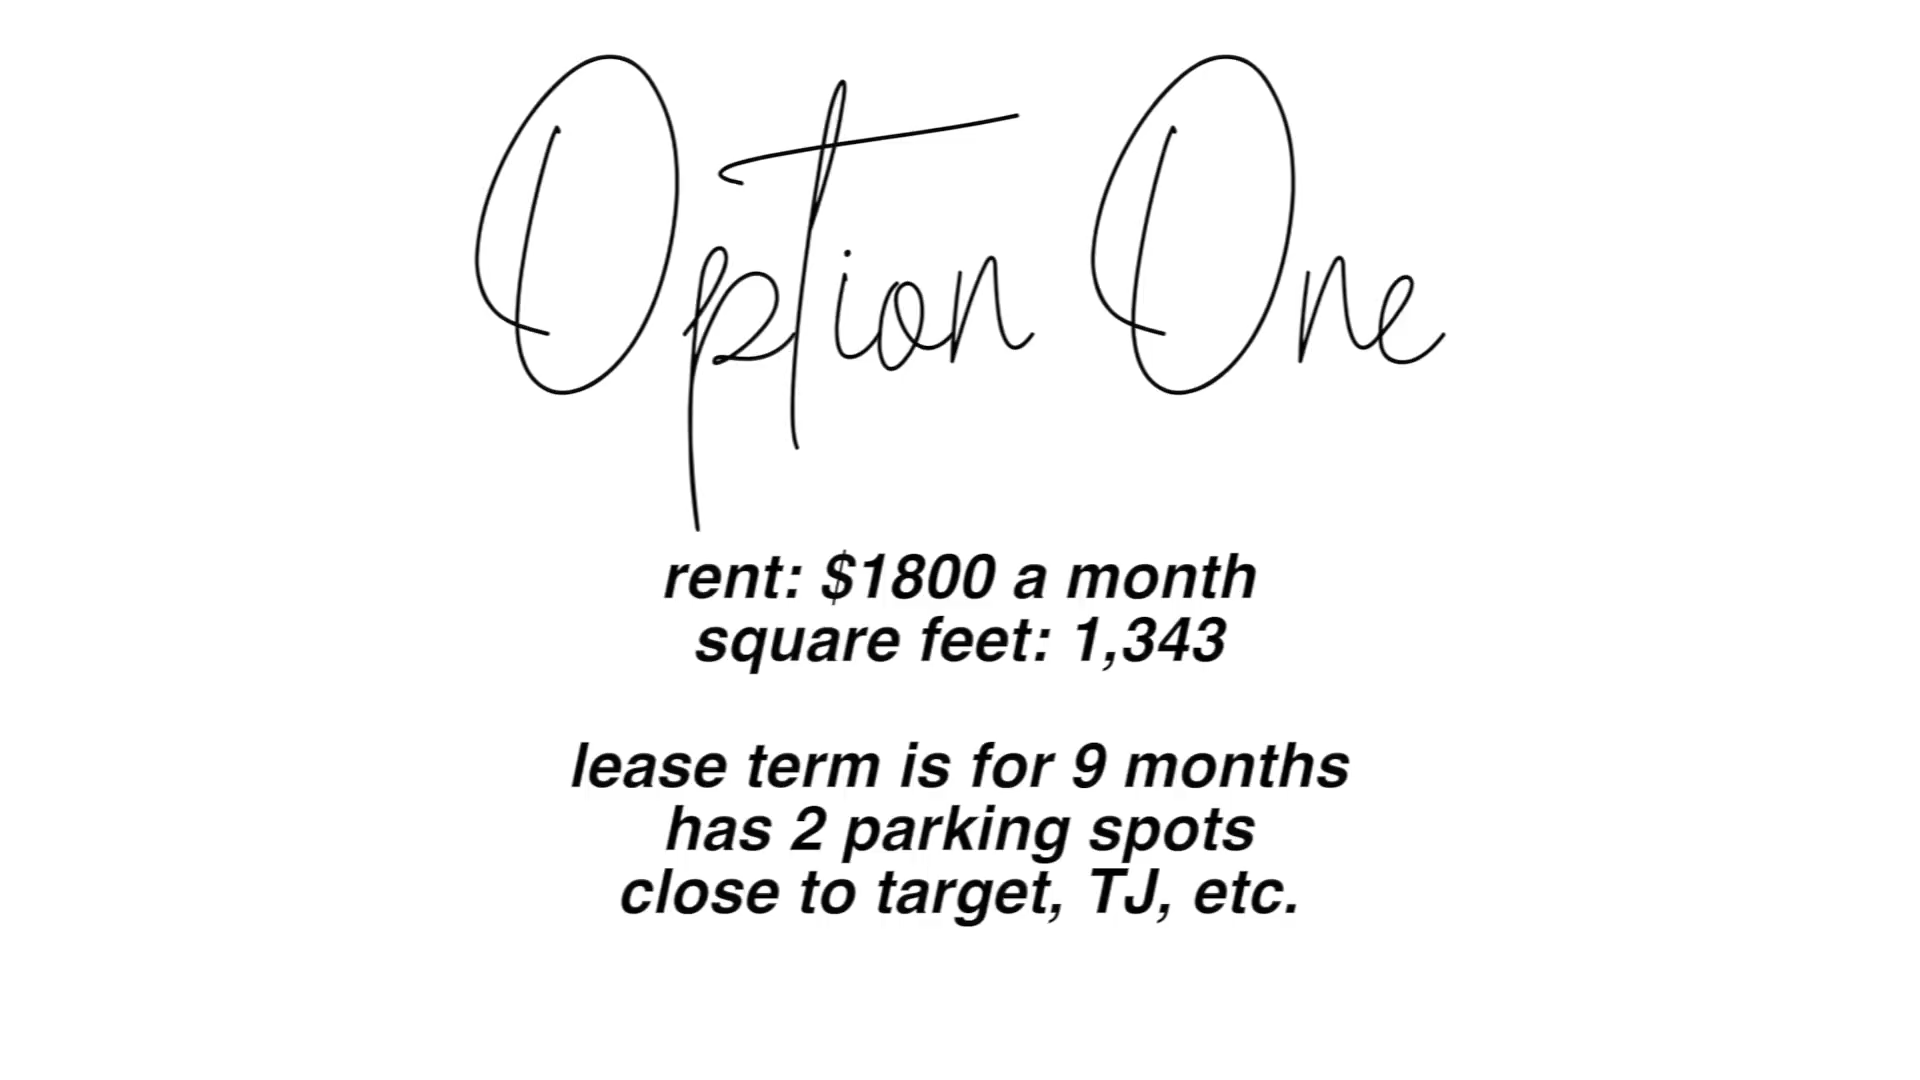 Option One
rent: $1800 a month
square feet: 1,343
lease term is for 9 months
has 2 parking spots
close to target, TJ, etc.